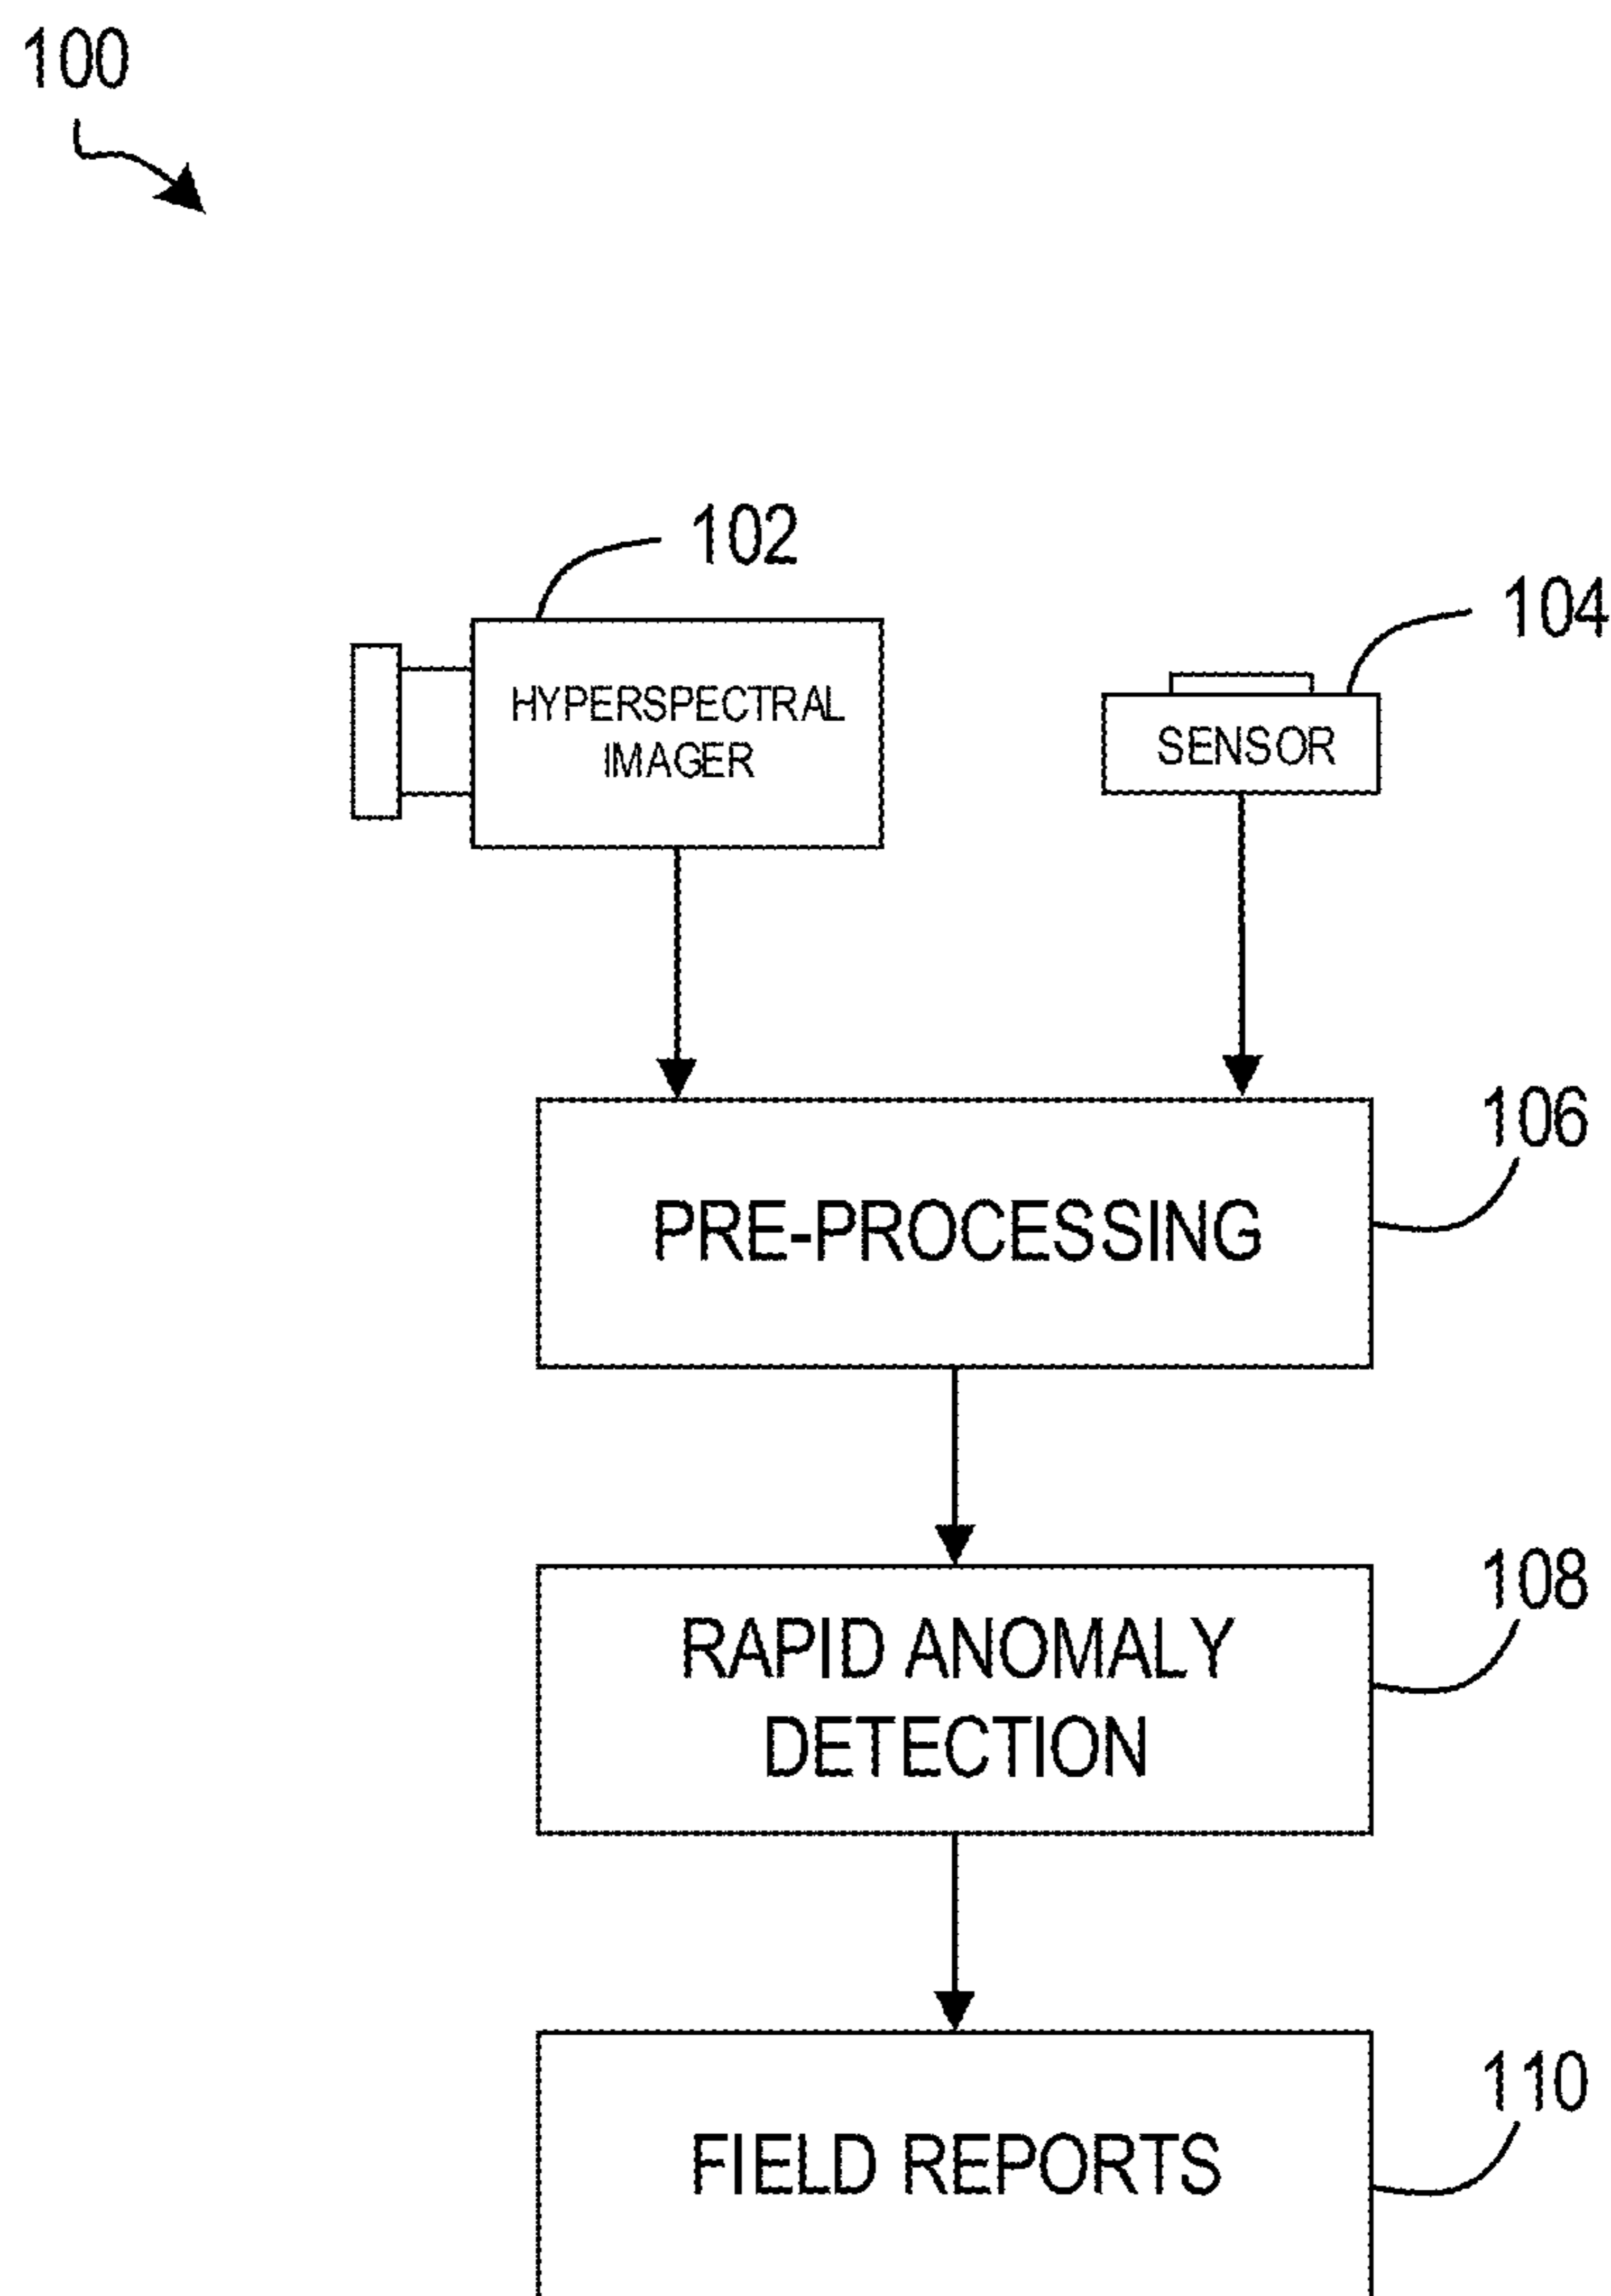 100
102
104
HYPERSPECTRAL
IMAGER
SENSOR
106
PRE-PROCESSING
108
RAPID ANOMALY
DETECTION
110
FIELD REPORTS